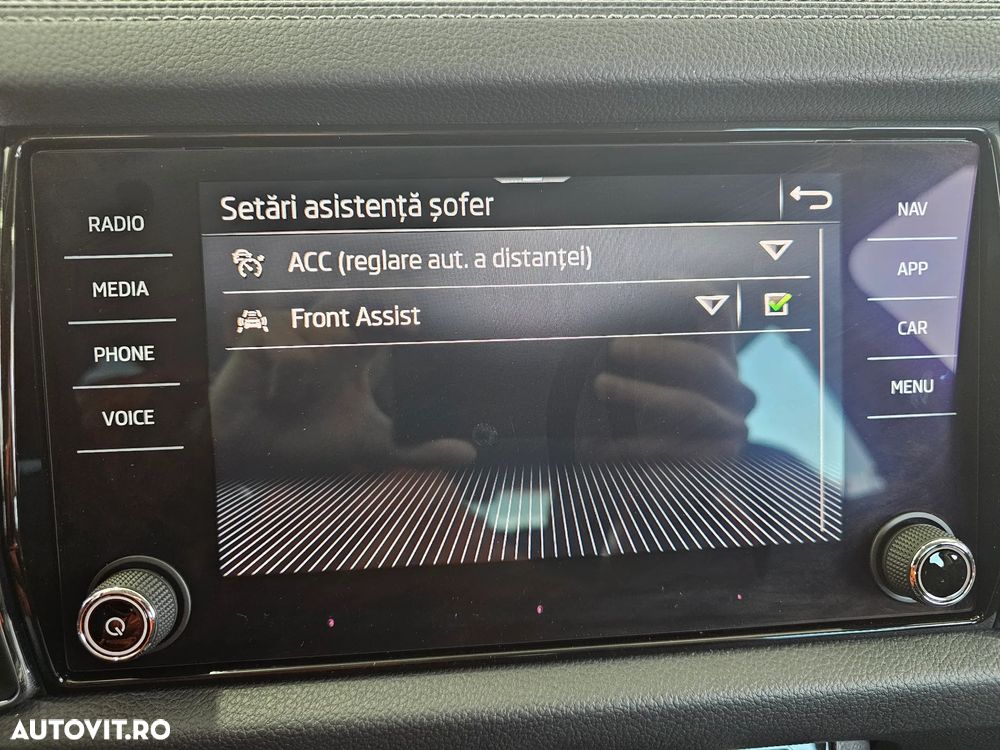 Setări asistență șofer
ACC (reglare aut. a distanței)
Front Assist
RADIO
MEDIA
PHONE
VOICE
NAV
APP
CAR
MENU
AUTOVIT.RO